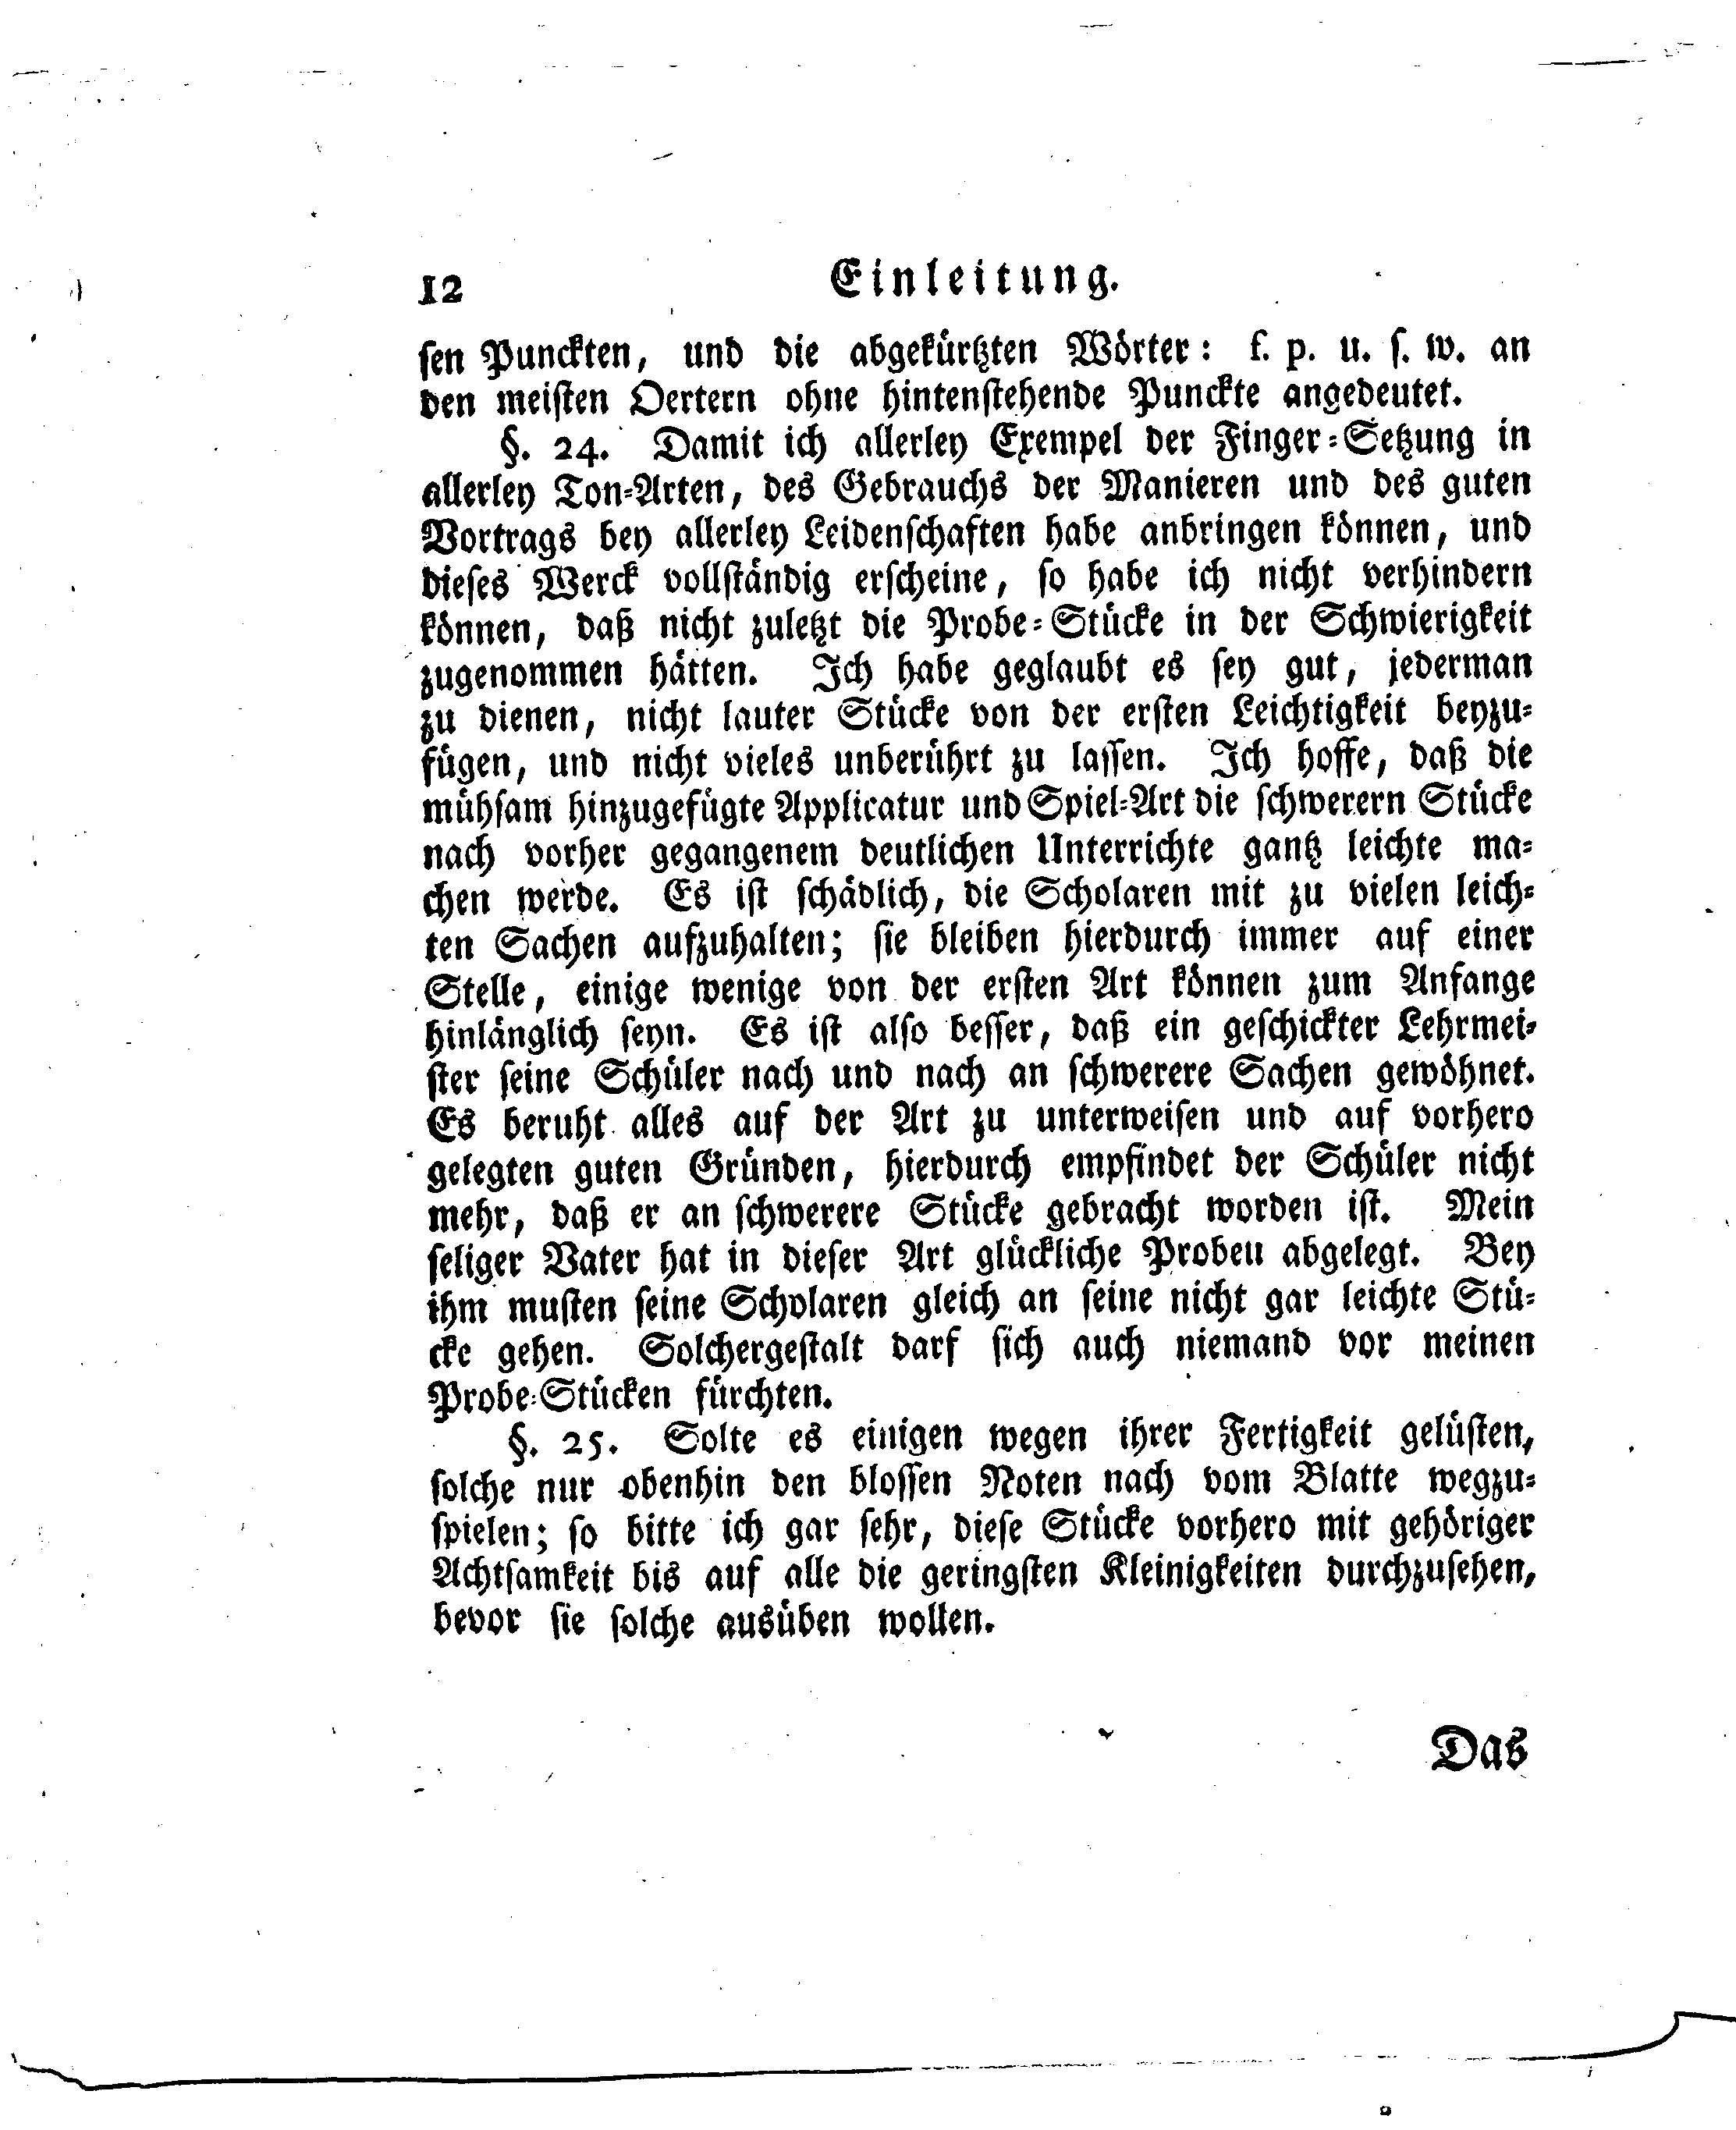 12 Einleitung.
sen Punckten, und die abgekürtzten Wörter: f. p. u. s. w. an
den meisten Oertern ohne hintenstehende Punckte angedeutet.
§. 24. Damit ich allerley Exempel der Finger-Setzung in
allerley Ton-Arten, des Gebrauchs der Manieren und des guten
Vortrags bey allerley Leidenschaften habe anbringen können, und
dieses Werck vollständig erscheine, so habe ich nicht verhindern
können, daß nicht zuletzt die Probe-Stücke in der Schwierigkeit
zugenommen hätten. Ich habe geglaubt es sey gut, jederman
zu dienen, nicht lauter Stücke von der ersten Leichtigkeit beyzu-
fügen, und nicht vieles unberührt zu lassen. Ich hoffe, daß die
mühsam hinzugefügte Applicatur und Spiel-Art die schwerern Stücke
nach vorher gegangenem deutlichen Unterrichte gantz leichte ma-
chen werde. Es ist schädlich, die Scholaren mit zu vielen leich-
ten Sachen aufzuhalten; sie bleiben hierdurch immer auf einer
Stelle, einige wenige von der ersten Art können zum Anfange
hinlänglich seyn. Es ist also besser, daß ein geschickter Lehrmei-
ster seine Schüler nach und nach an schwerere Sachen gewöhnet.
Es beruht alles auf der Art zu unterweisen und auf vorhero
gelegten guten Gründen, hierdurch empfindet der Schüler nicht
mehr, daß er an schwerere Stücke gebracht worden ist. Mein
seliger Vater hat in dieser Art glückliche Proben abgelegt. Bey
ihm musten seine Scholaren gleich an seine nicht gar leichte Stü-
cke gehen. Solchergestalt darf sich auch niemand vor meinen
Probe-Stücken fürchten.
§. 25. Solte es einigen wegen ihrer Fertigkeit gelüsten,
solche nur obenhin den blossen Noten nach vom Blatte wegzu-
spielen; so bitte ich gar sehr, diese Stücke vorhero mit gehöriger
Achtsamkeit bis auf alle die geringsten Kleinigkeiten durchzusehen,
bevor sie solche ausüben wollen.
Das